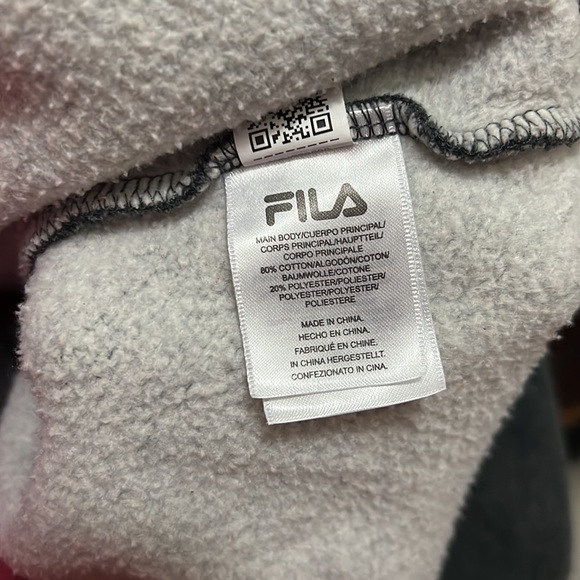 FILA
MAIN BODY/CUERPO PRINCIPAL/
CORPS PRINCIPAL/HAUPTTEIL/
CORPO PRINCIPALE
80% COTTON/ALGODÓN/COTON/
BAUMWOLLE/COTONE
20% POLYESTER/POLIESTER/
POLYESTER/POLYESTER/
POLIESTERE
MADE IN CHINA.
HECHO EN CHINA.
FABRIQUÉ EN CHINE.
IN CHINA HERGESTELLT.
CONFEZIONATO IN CINA.